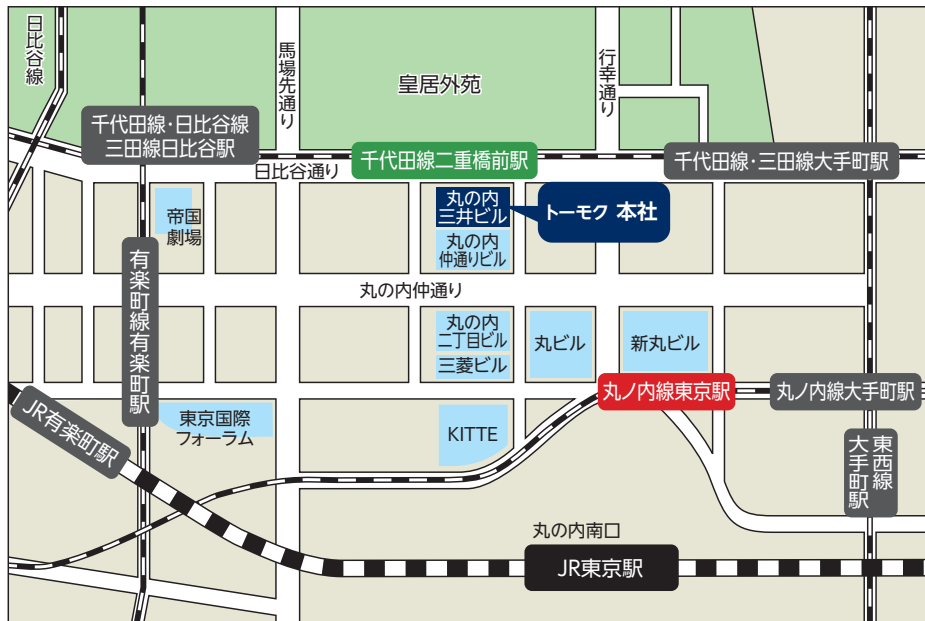 日比谷線
馬場先通り
皇居外苑
行幸通り
千代田線・日比谷線
三田線日比谷駅
日比谷通り
千代田線二重橋前駅
千代田線・三田線大手町駅
帝国
劇場
丸の内
三井ビル
トーモク 本社
丸の内
仲通りビル
有楽町線有楽町駅
丸の内仲通り
丸の内
二丁目ビル
三菱ビル
丸ビル
新丸ビル
丸ノ内線東京駅
丸ノ内線大手町駅
JR有楽町駅
東京国際
フォーラム
KITTE
東西線
大手町駅
丸の内南口
JR東京駅